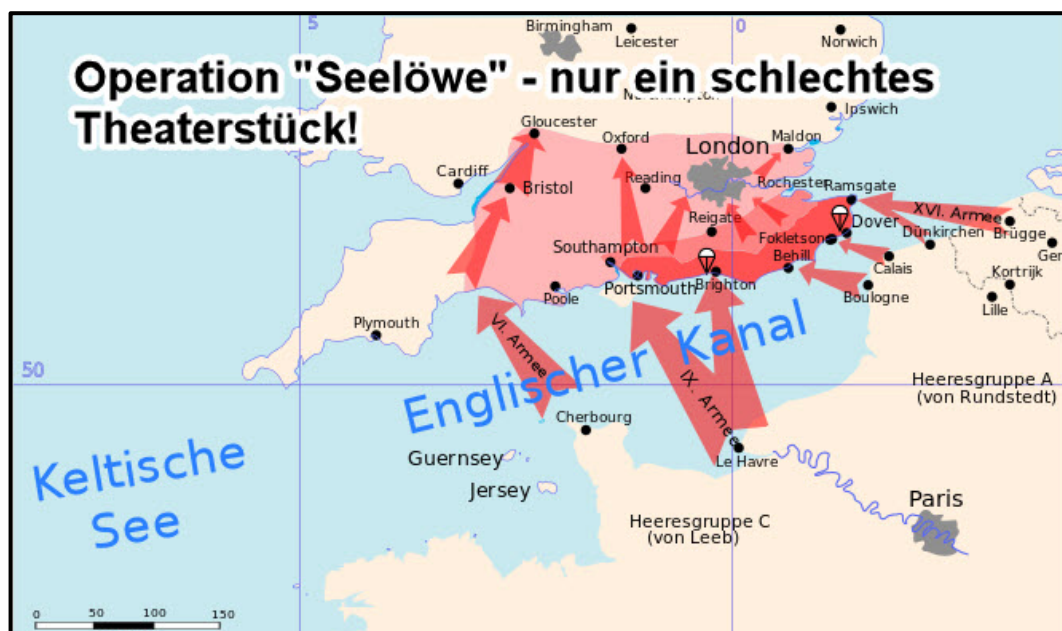 5
0
Birmingham
Leicester
Norwich
Operation "Seelöwe" - nur ein schlechtes
Theaterstück!
Ipswich
Gloucester
Oxford
Maldon
London
Cardiff
Bristol
Reading
Rochester
Ramsgate
XVI. Armee
Reigate
Dover
Dünkirchen
Brügge
Southampton
Fokletson
Behill
Calais
Gen
Poole
Portsmouth
Brighton
Boulogne
Kortrijk
Lille
Plymouth
VI. Armee
Englischer Kanal
50
IX. Armee
Heeresgruppe A
(von Rundstedt)
Cherbourg
Keltische
See
Guernsey
Le Havre
Jersey
Paris
Heeresgruppe C
(von Leeb)
0 50 100 150